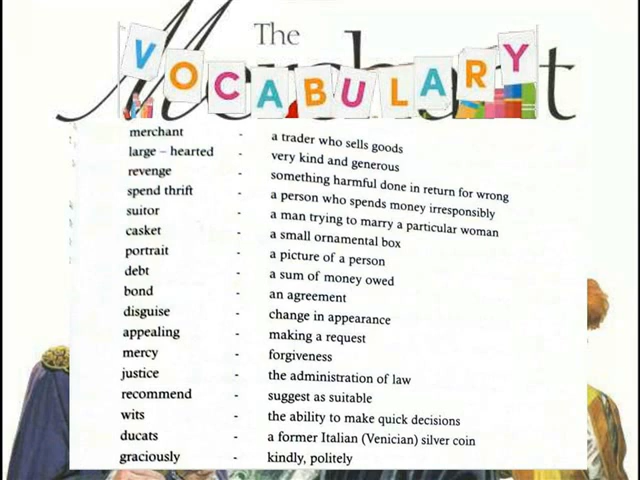 The
Merchant
VOCABULARY
merchant - a trader who sells goods
large – hearted - very kind and generous
revenge - something harmful done in return for wrong
spend thrift - a person who spends money irresponsibly
suitor - a man trying to marry a particular woman
casket - a small ornamental box
portrait - a picture of a person
debt - a sum of money owed
bond - an agreement
disguise - change in appearance
appealing - making a request
mercy - forgiveness
justice - the administration of law
recommend - suggest as suitable
wits - the ability to make quick decisions
ducats - a former Italian (Venician) silver coin
graciously - kindly, politely